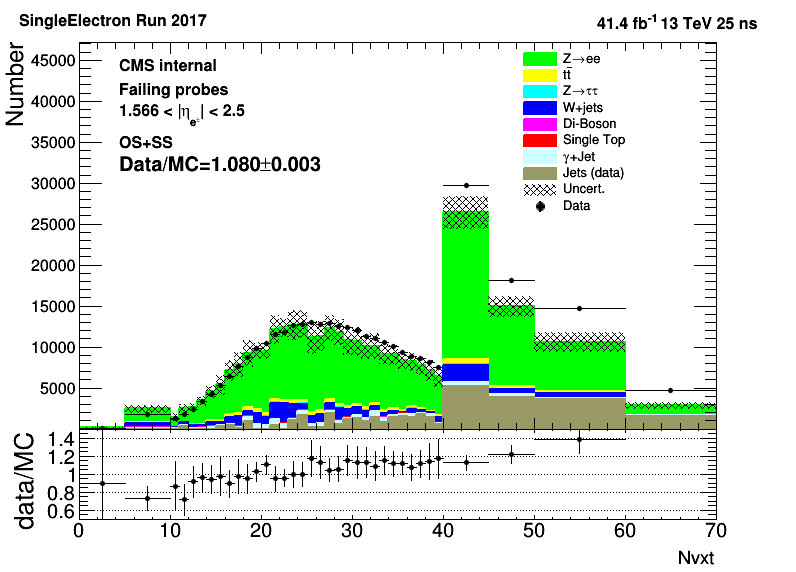 SingleElectron Run 2017
41.4 fb⁻¹ 13 TeV 25 ns
Number
45000
40000
35000
30000
25000
20000
15000
10000
5000
CMS internal
Failing probes
1.566 < |η e±| < 2.5
OS+SS
Data/MC=1.080±0.003
Z→ee
tt̄
Z→ττ
W+jets
Di-Boson
Single Top
γ+Jet
Jets (data)
Uncert.
Data
data/MC
1.4
1.2
1
0.8
0.6
0 10 20 30 40 50 60 70
Nvxt